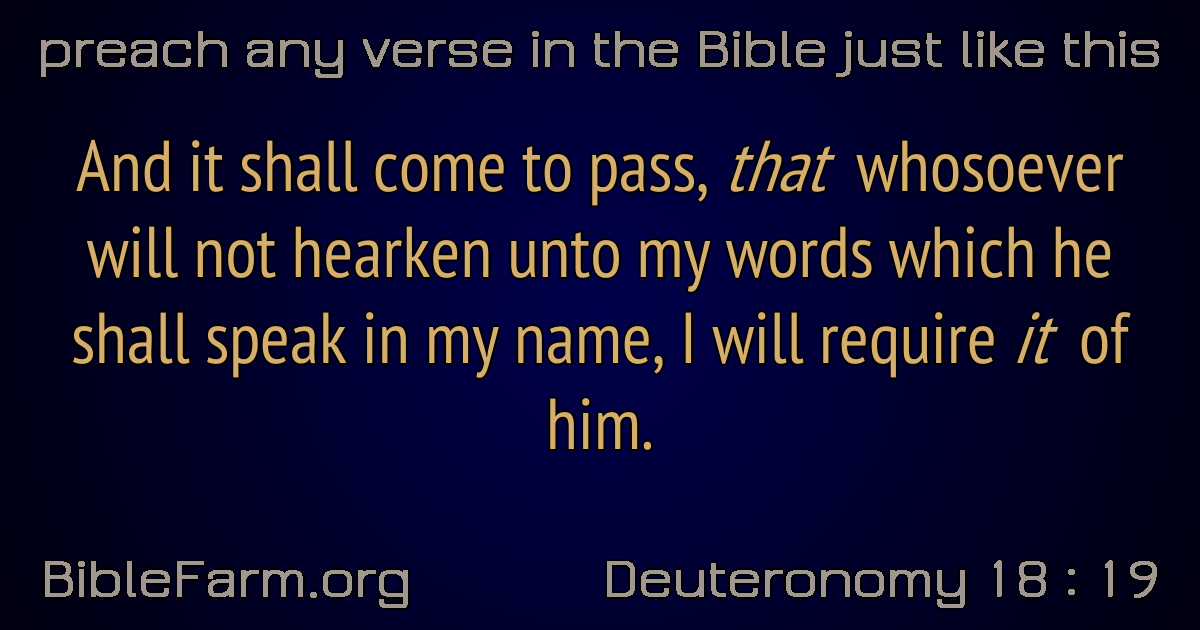 preach any verse in the Bible just like this
And it shall come to pass, that whosoever
will not hearken unto my words which he
shall speak in my name, I will require it of
him.
BibleFarm.org
Deuteronomy 18 : 19